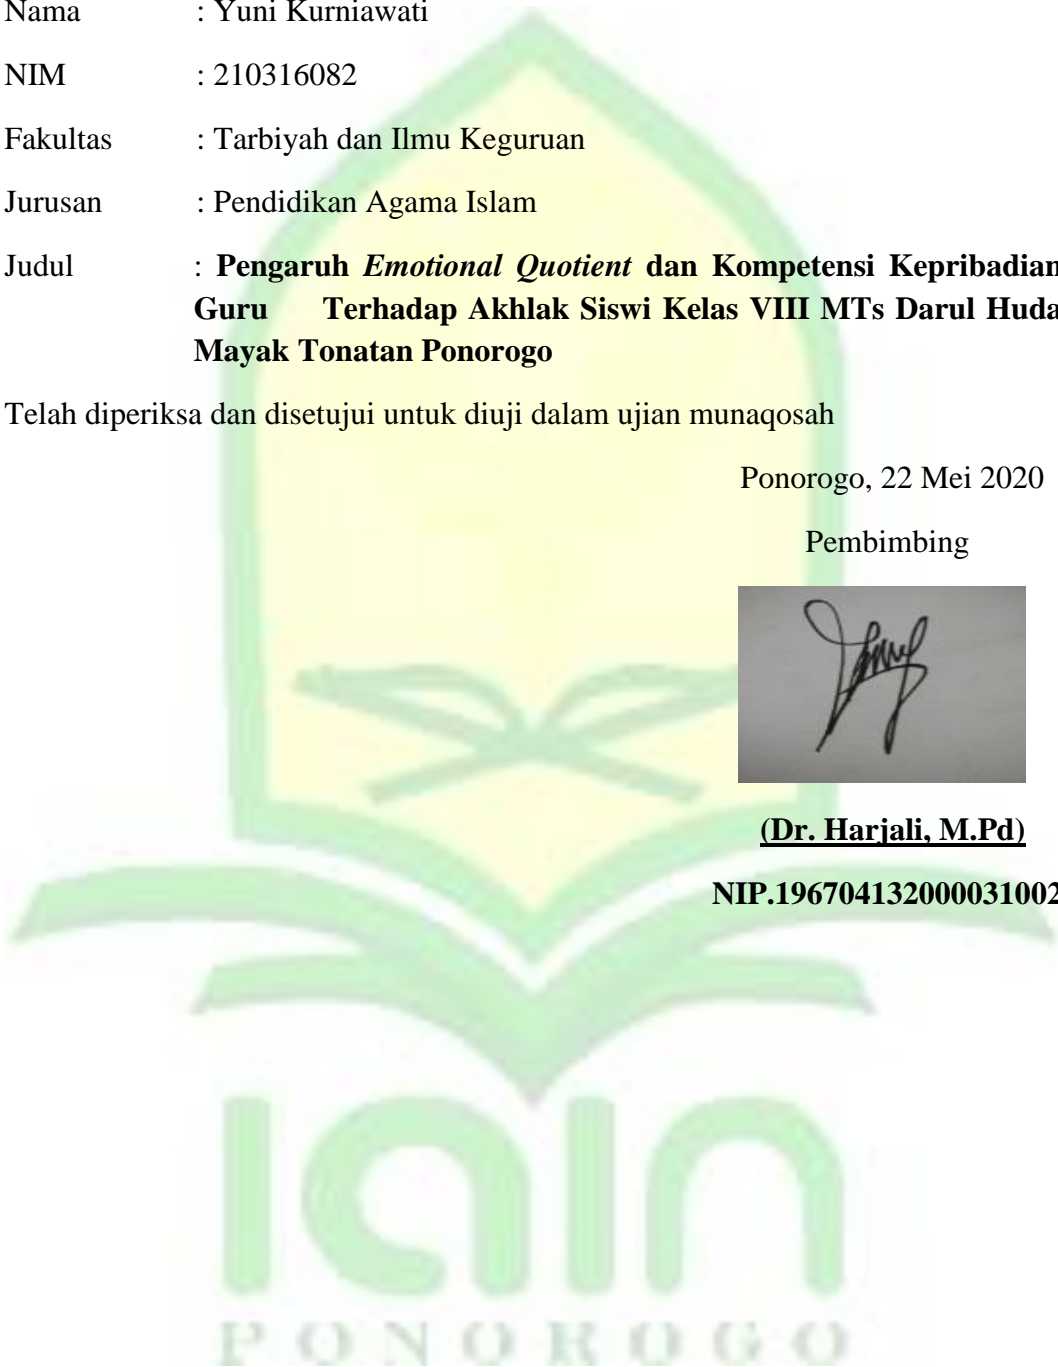 Nama : Yuni Kurniawati
NIM : 210316082
Fakultas : Tarbiyah dan Ilmu Keguruan
Jurusan : Pendidikan Agama Islam
Judul : Pengaruh Emotional Quotient dan Kompetensi Kepribadian
Guru Terhadap Akhlak Siswi Kelas VIII MTs Darul Huda
Mayak Tonatan Ponorogo
Telah diperiksa dan disetujui untuk diuji dalam ujian munaqosah
Ponorogo, 22 Mei 2020
Pembimbing
(Dr. Harjali, M.Pd)
NIP.196704132000031002
iain
PONOROGO